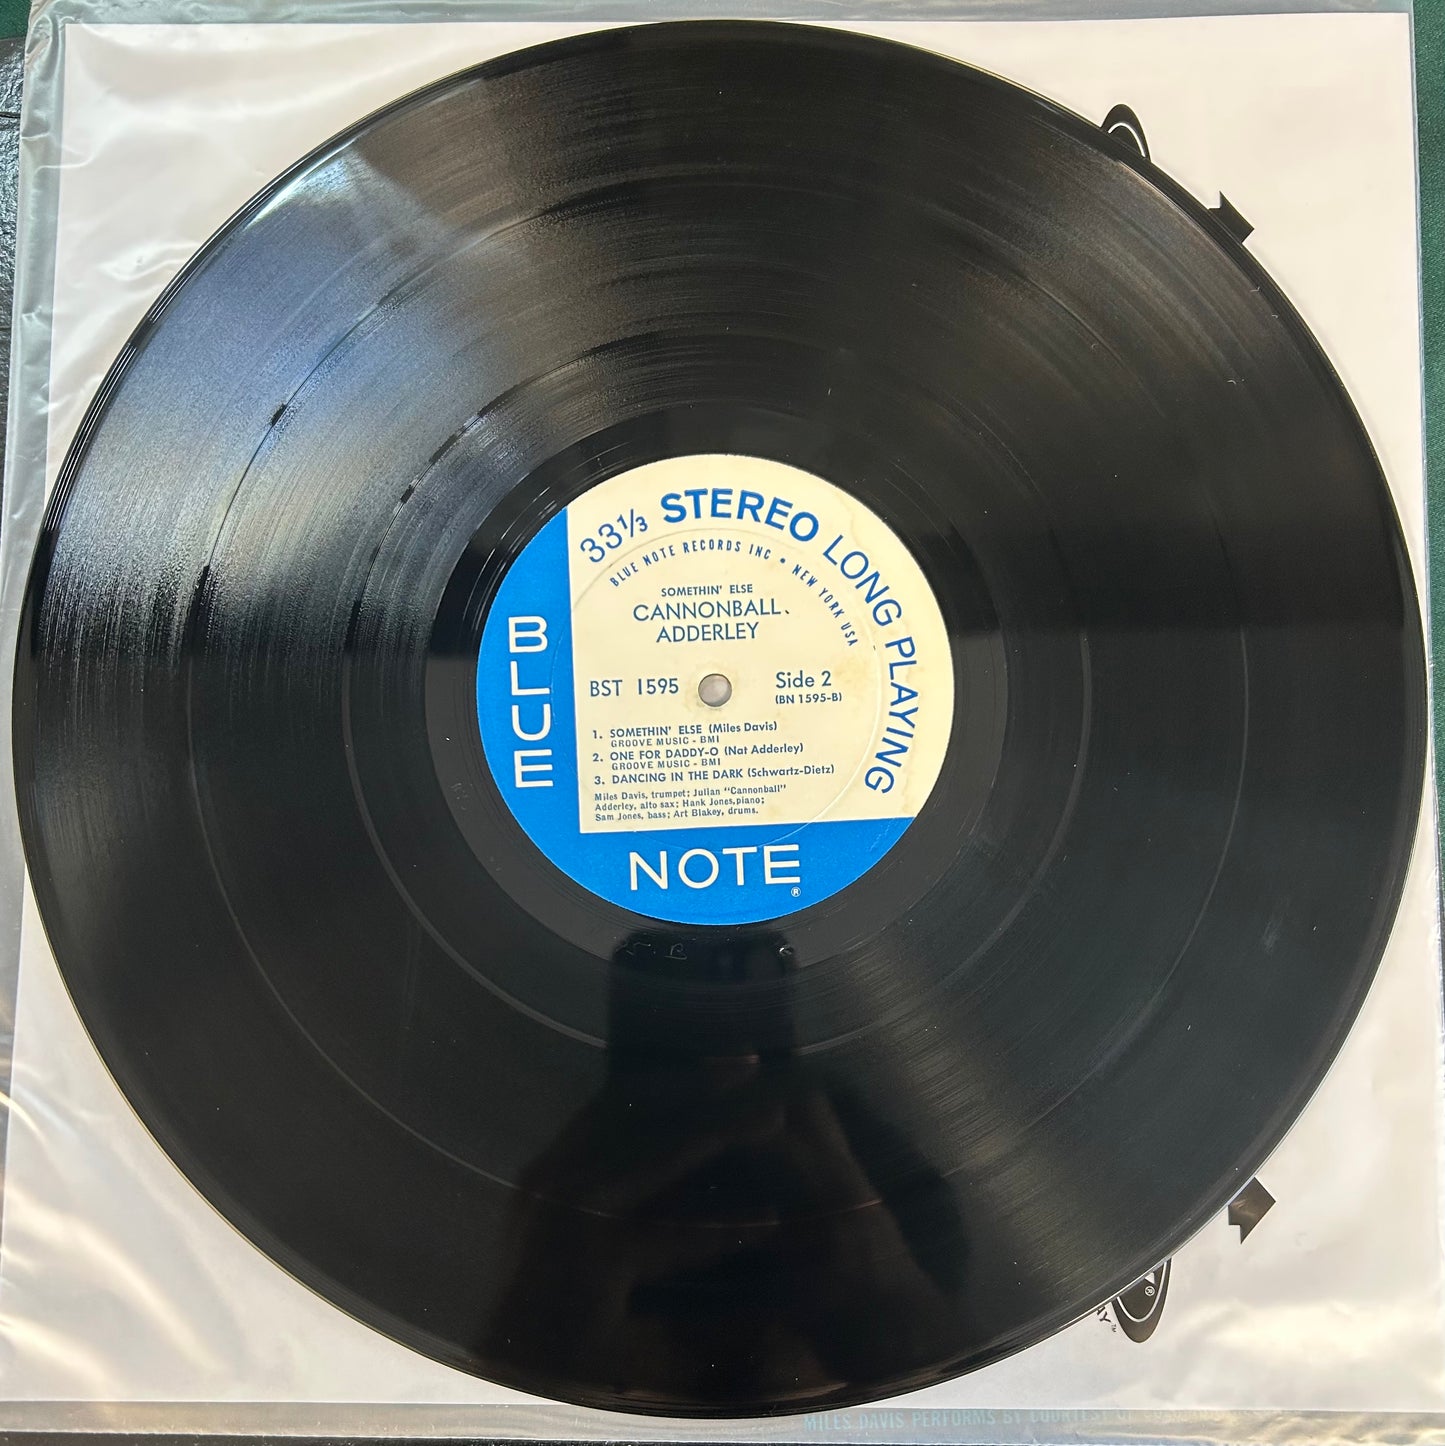 33⅓ STEREO LONG PLAYING
BLUE NOTE RECORDS INC • NEW YORK USA
SOMETHIN' ELSE
CANNONBALL
ADDERLEY
BST 1595
Side 2
(BN 1595-B)
1. SOMETHIN' ELSE (Miles Davis)
GROOVE MUSIC - BMI
2. ONE FOR DADDY-O (Nat Adderley)
GROOVE MUSIC - BMI
3. DANCING IN THE DARK (Schwartz-Dietz)
Miles Davis, trumpet; Julian "Cannonball"
Adderley, alto sax; Hank Jones, piano;
Sam Jones, bass; Art Blakey, drums.
BLUE
NOTE
®
B
®
™
MILES DAVIS PERFORMS BY COURTESY OF